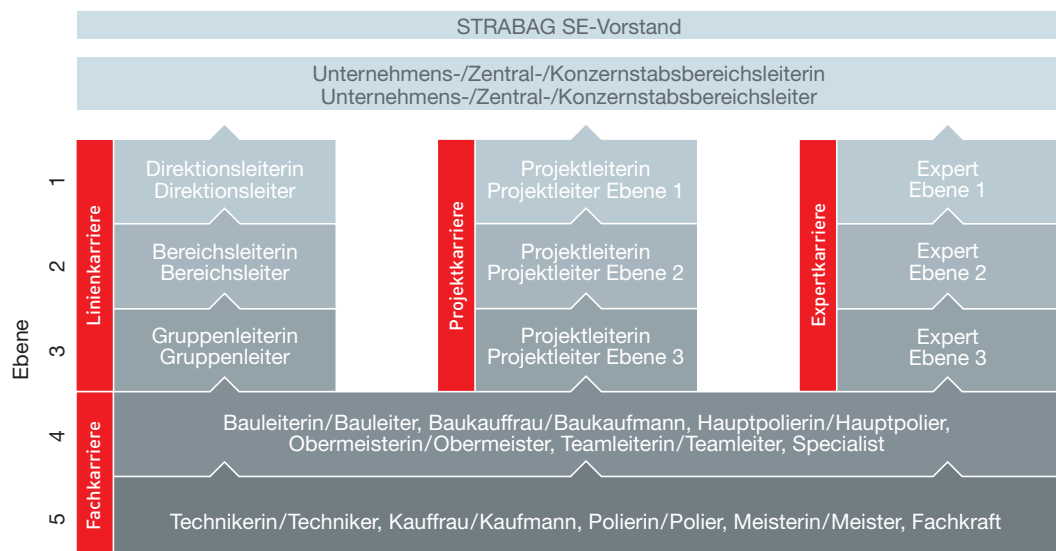 STRABAG SE-Vorstand
Unternehmens-/Zentral-/Konzernstabsbereichsleiterin
Unternehmens-/Zentral-/Konzernstabsbereichsleiter
Ebene
1
Linienkarriere
Direktionsleiterin
Direktionsleiter
Projektkarriere
Projektleiterin
Projektleiter Ebene 1
Expertkarriere
Expert
Ebene 1
2
Bereichsleiterin
Bereichsleiter
Projektleiterin
Projektleiter Ebene 2
Expert
Ebene 2
3
Gruppenleiterin
Gruppenleiter
Projektleiterin
Projektleiter Ebene 3
Expert
Ebene 3
4
Fachkarriere
Bauleiterin/Bauleiter, Baukauffrau/Baukaufmann, Hauptpolierin/Hauptpolier,
Obermeisterin/Obermeister, Teamleiterin/Teamleiter, Specialist
5
Technikerin/Techniker, Kauffrau/Kaufmann, Polierin/Polier, Meisterin/Meister, Fachkraft